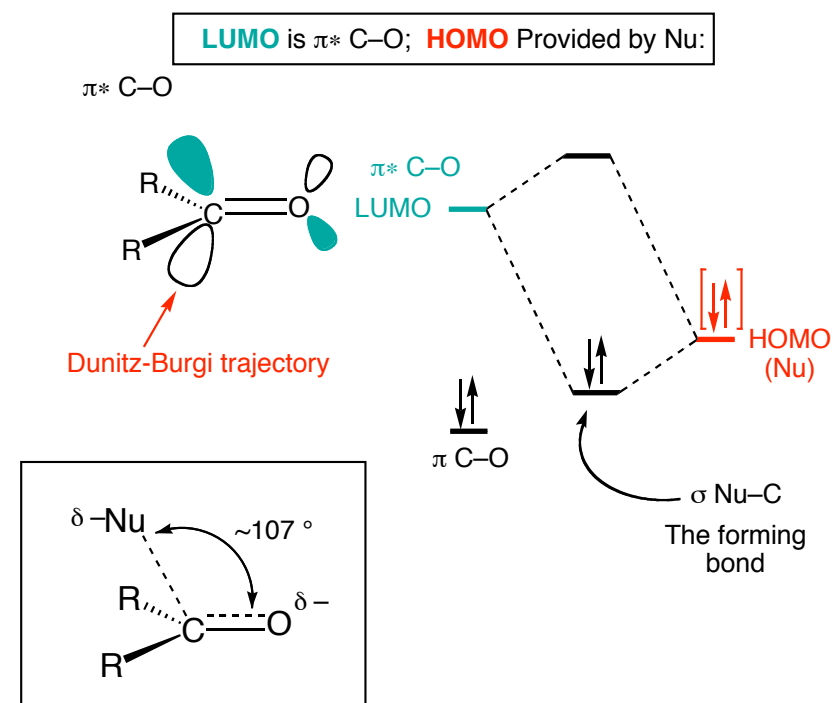 LUMO is π* C–O; HOMO Provided by Nu:
π* C–O
R
R
C
O
Dunitz-Burgi trajectory
π* C–O
LUMO
HOMO
(Nu)
π C–O
σ Nu–C
The forming
bond
δ –Nu
~107 °
R
R
C
O
δ –